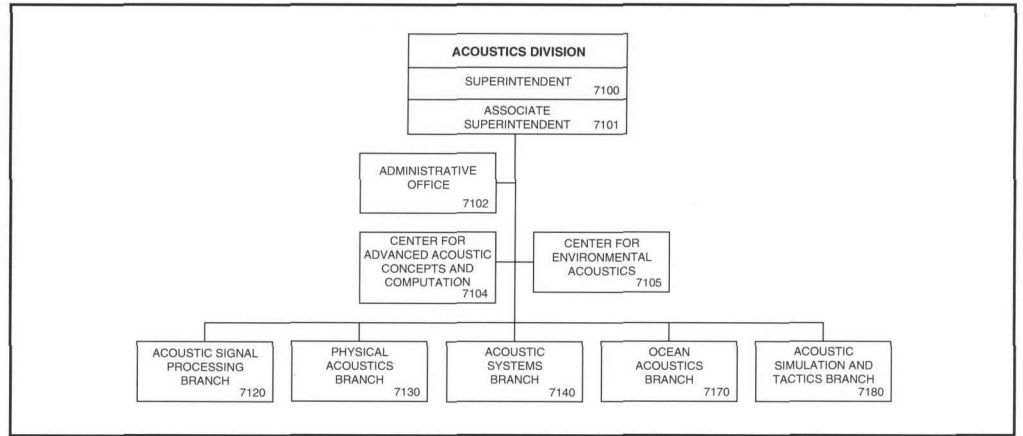 ACOUSTICS DIVISION
SUPERINTENDENT
7100
ASSOCIATE
SUPERINTENDENT 7101
ADMINISTRATIVE
OFFICE
7102
CENTER FOR
ADVANCED ACOUSTIC
CONCEPTS AND
COMPUTATION
7104
CENTER FOR
ENVIRONMENTAL
ACOUSTICS
7105
ACOUSTIC SIGNAL
PROCESSING
BRANCH
7120
PHYSICAL
ACOUSTICS
BRANCH
7130
ACOUSTIC
SYSTEMS
BRANCH
7140
OCEAN
ACOUSTICS
BRANCH
7170
ACOUSTIC
SIMULATION AND
TACTICS BRANCH
7180